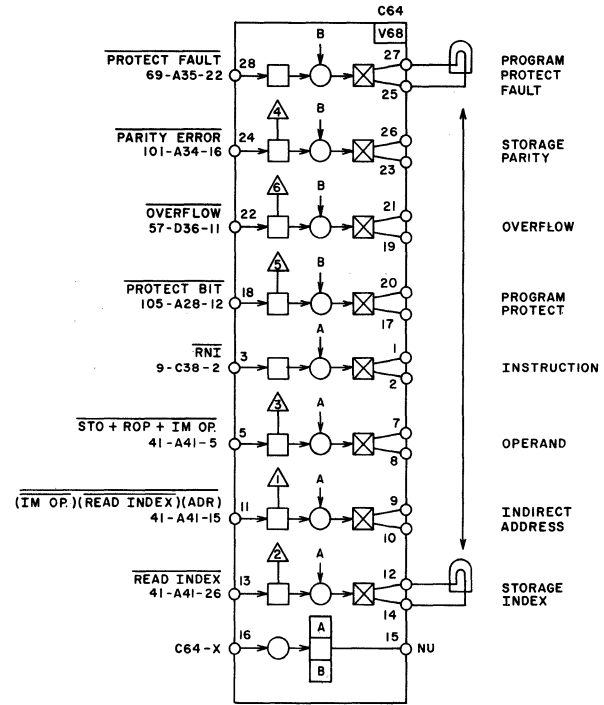 C64
V68
PROTECT FAULT
69-A35-22
28
B
27
25
PROGRAM
PROTECT
FAULT
PARITY ERROR
101-A34-16
24
4
B
26
23
STORAGE
PARITY
OVERFLOW
57-D36-11
22
6
B
21
19
OVERFLOW
PROTECT BIT
105-A28-12
18
5
B
20
17
PROGRAM
PROTECT
RNI
9-C38-2
3
A
1
2
INSTRUCTION
STO + ROP + IM OP.
41-A41-5
5
3
A
7
8
OPERAND
(IM OP.)(READ INDEX)(ADR)
41-A41-15
11
1
A
9
10
INDIRECT
ADDRESS
READ INDEX
41-A41-26
13
2
A
12
14
STORAGE
INDEX
C64-X
16
A
B
15
NU